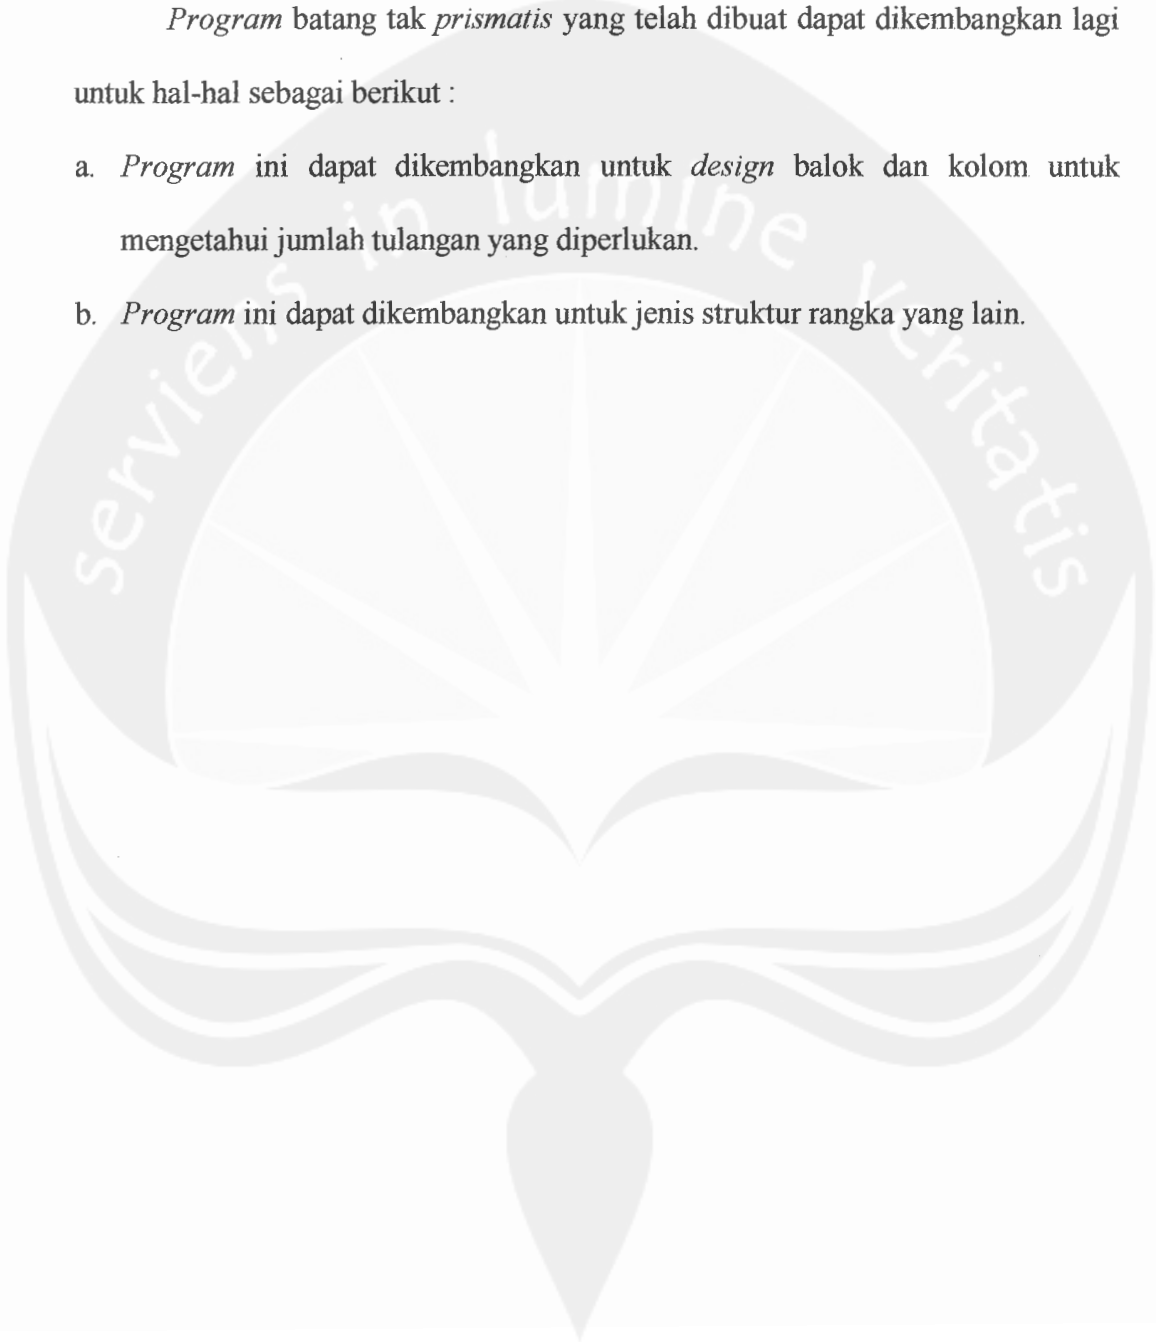 Program batang tak prismatis yang telah dibuat dapat dikembangkan lagi
untuk hal-hal sebagai berikut :
a. Program ini dapat dikembangkan untuk design balok dan kolom untuk
mengetahui jumlah tulangan yang diperlukan.
b. Program ini dapat dikembangkan untuk jenis struktur rangka yang lain.
serviens in lumine veritatis